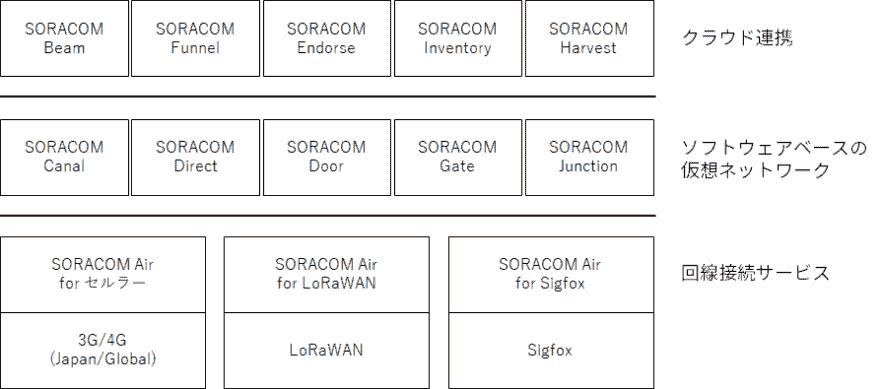 SORACOM
Beam
SORACOM
Funnel
SORACOM
Endorse
SORACOM
Inventory
SORACOM
Harvest
クラウド連携
SORACOM
Canal
SORACOM
Direct
SORACOM
Door
SORACOM
Gate
SORACOM
Junction
ソフトウェアベースの
仮想ネットワーク
SORACOM Air
for セルラー
SORACOM Air
for LoRaWAN
SORACOM Air
for Sigfox
回線接続サービス
3G/4G
(Japan/Global)
LoRaWAN
Sigfox